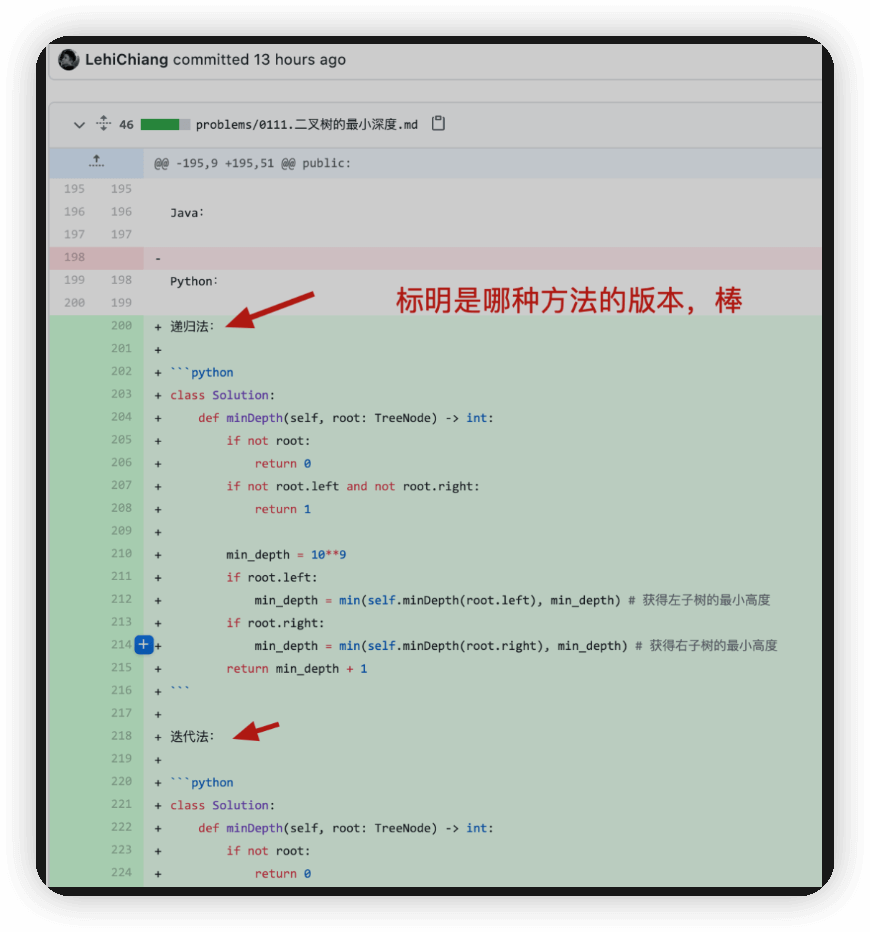 LehiChiang committed 13 hours ago
46 problems/0111.二叉树的最小深度.md
@@ -195,9 +195,51 @@ public:
195 195
196 196 Java：
197 197
198 -
199 198 Python：
200 199
标明是哪种方法的版本，棒
200 + 递归法：
201 +
202 + ```python
203 + class Solution:
204 +     def minDepth(self, root: TreeNode) -> int:
205 +         if not root:
206 +             return 0
207 +         if not root.left and not root.right:
208 +             return 1
209 +
210 +         min_depth = 10**9
211 +         if root.left:
212 +             min_depth = min(self.minDepth(root.left), min_depth) # 获得左子树的最小高度
213 +         if root.right:
214 + +             min_depth = min(self.minDepth(root.right), min_depth) # 获得右子树的最小高度
215 +         return min_depth + 1
216 + ```
217 +
218 + 迭代法：
219 +
220 + ```python
221 + class Solution:
222 +     def minDepth(self, root: TreeNode) -> int:
223 +         if not root:
224 +             return 0